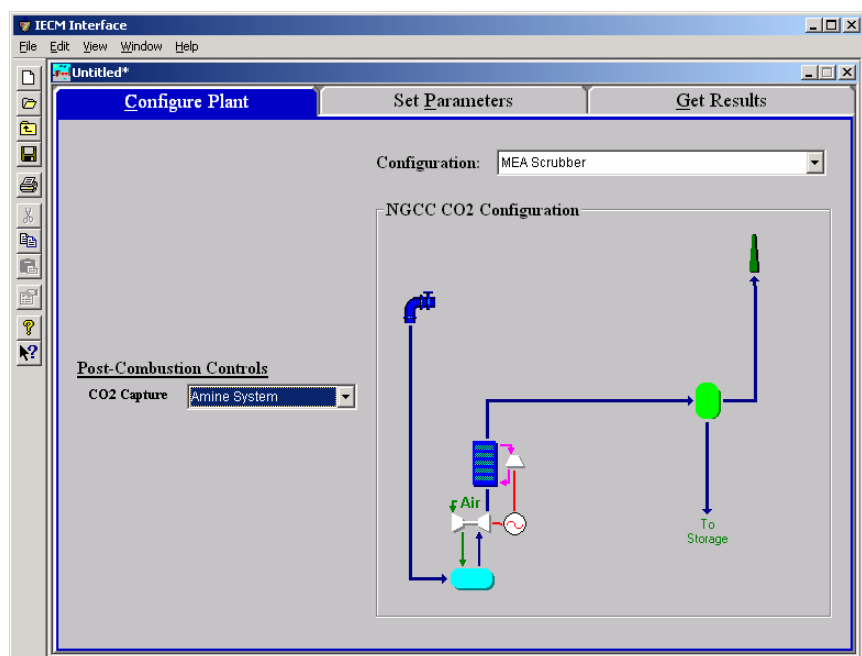 IECM Interface
File Edit View Window Help
Untitled*
Configure Plant Set Parameters Get Results
Configuration: MEA Scrubber
NGCC CO2 Configuration
Post-Combustion Controls
CO2 Capture Amine System
Air
To
Storage